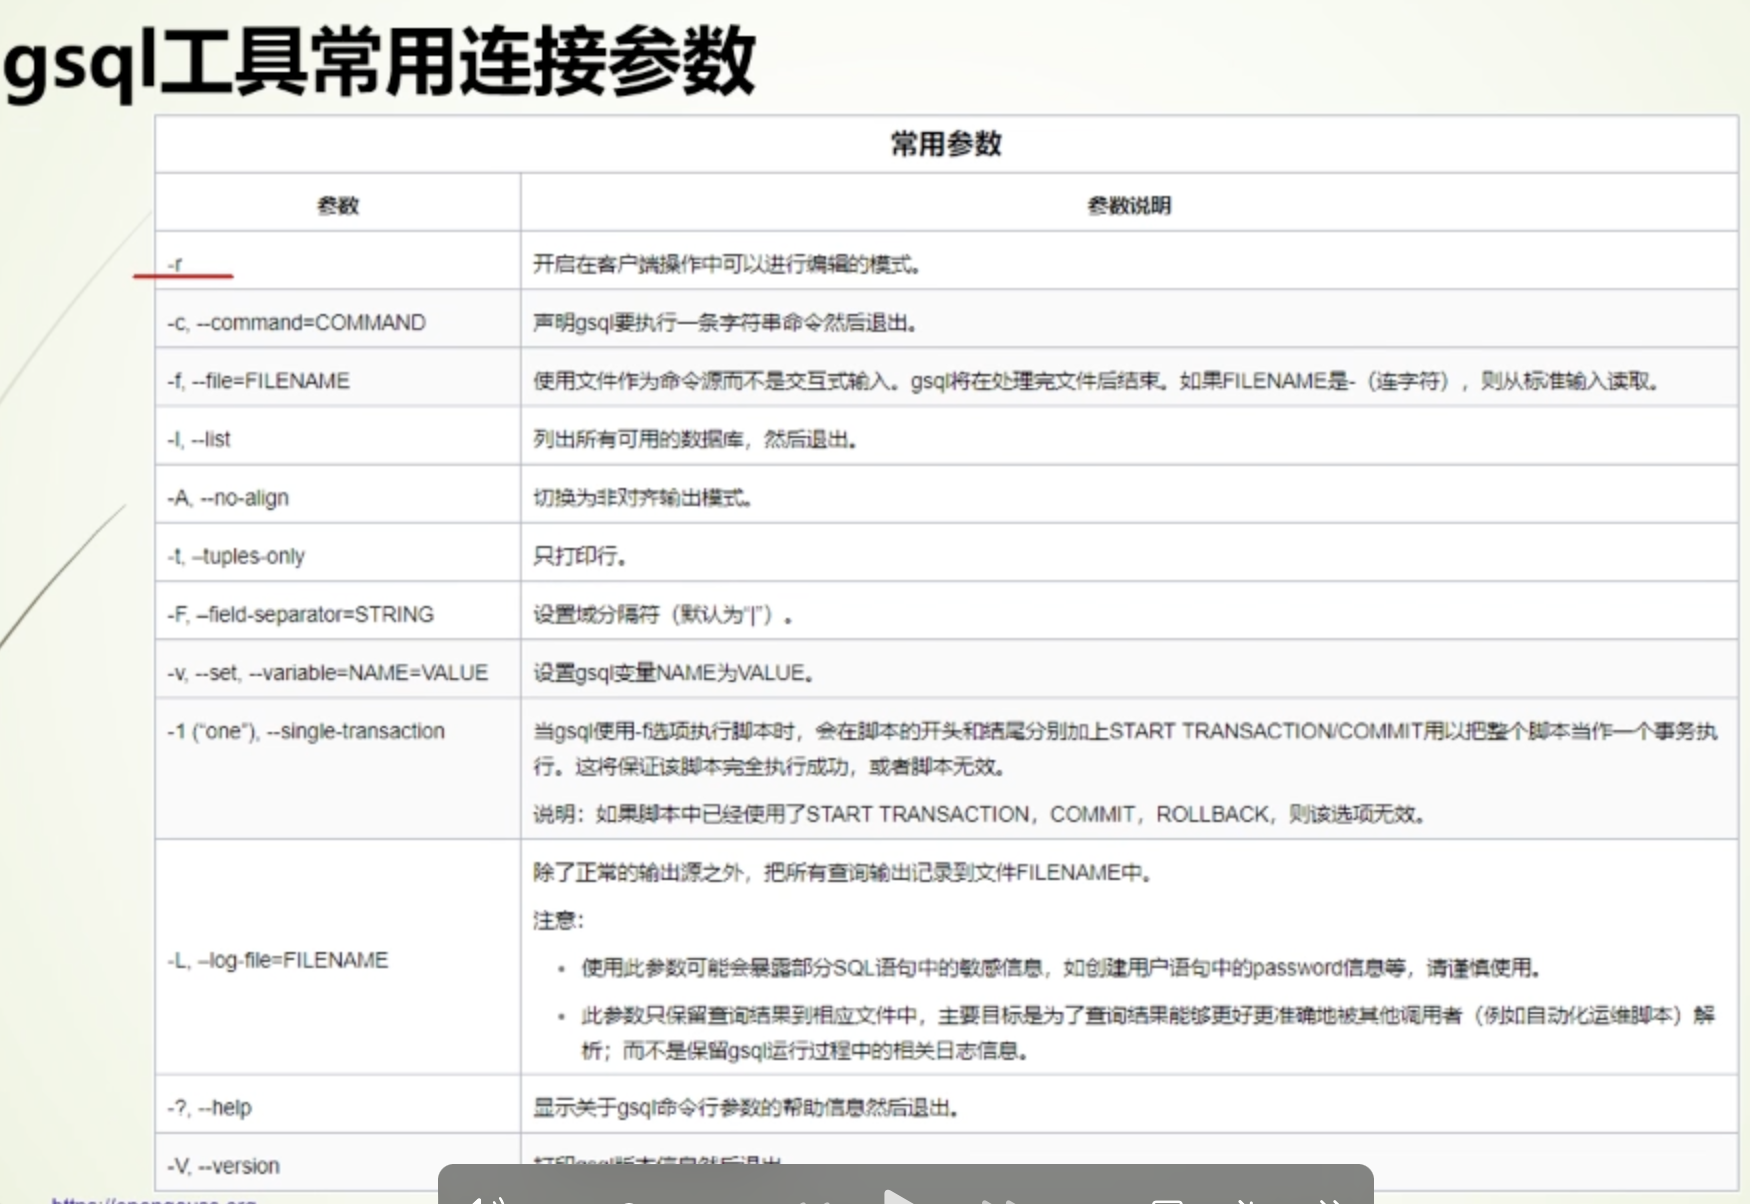 gsql工具常用连接参数
常用参数
参数 参数说明
-r 开启在客户端操作中可以进行编辑的模式。
-c, --command=COMMAND 声明gsql要执行一条字符串命令然后退出。
-f, --file=FILENAME 使用文件作为命令源而不是交互式输入。gsql将在处理完文件后结束。如果FILENAME是-（连字符），则从标准输入读取。
-l, --list 列出所有可用的数据库，然后退出。
-A, --no-align 切换为非对齐输出模式。
-t, –tuples-only 只打印行。
-F, –field-separator=STRING 设置域分隔符（默认为“|”）。
-v, --set, --variable=NAME=VALUE 设置gsql变量NAME为VALUE。
-1 (“one”), --single-transaction 当gsql使用-f选项执行脚本时，会在脚本的开头和结尾分别加上START TRANSACTION/COMMIT用以把整个脚本当作一个事务执
行。这将保证该脚本完全执行成功，或者脚本无效。
说明：如果脚本中已经使用了START TRANSACTION，COMMIT，ROLLBACK，则该选项无效。
除了正常的输出源之外，把所有查询输出记录到文件FILENAME中。
注意：
-L, –log-file=FILENAME
• 使用此参数可能会暴露部分SQL语句中的敏感信息，如创建用户语句中的password信息等，请谨慎使用。
• 此参数只保留查询结果到相应文件中，主要目标是为了查询结果能够更好更准确地被其他调用者（例如自动化运维脚本）解
析；而不是保留gsql运行过程中的相关日志信息。
-?, --help 显示关于gsql命令行参数的帮助信息然后退出。
-V, --version 打印gsql版本信息然后退出
https://opengauss.org